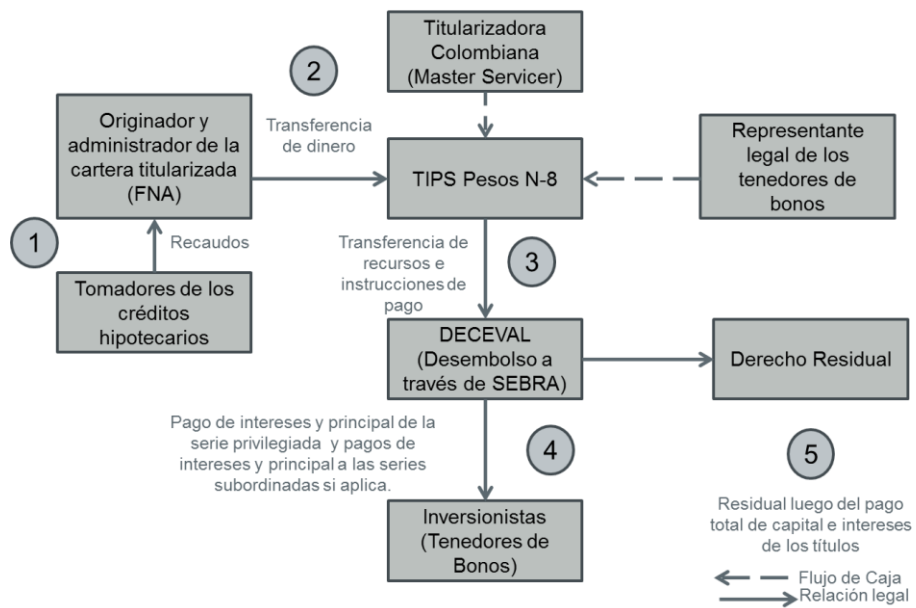 Titularizadora
Colombiana
(Master Servicer)
2
Originador y
administrador de la
cartera titularizada
(FNA)
Transferencia
de dinero
TIPS Pesos N-8
Representante
legal de los
tenedores de
bonos
1
Recaudos
Tomadores de los
créditos
hipotecarios
Transferencia de
recursos e
instrucciones de
pago
3
DECEVAL
(Desembolso a
través de SEBRA)
Derecho Residual
Pago de intereses y principal de la
serie privilegiada y pagos de
intereses y principal a las series
subordinadas si aplica.
4
5
Inversionistas
(Tenedores de
Bonos)
Residual luego del pago
total de capital e intereses
de los títulos
Flujo de Caja
Relación legal